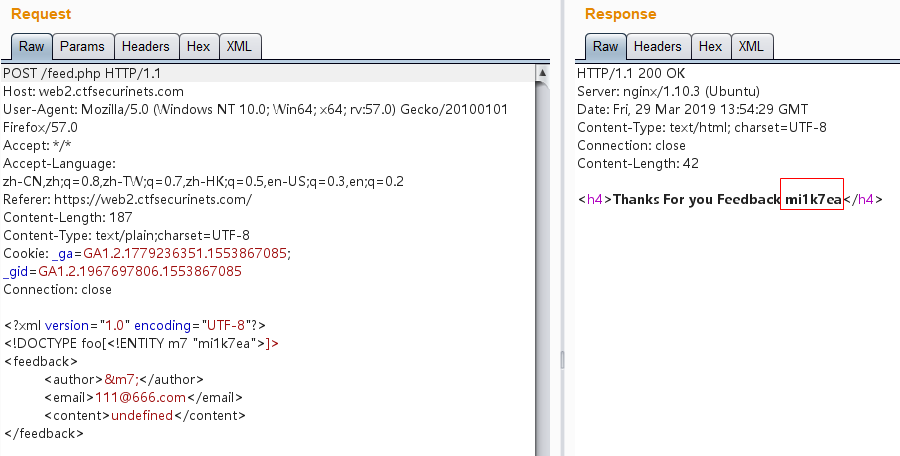 Request
Raw Params Headers Hex XML
POST /feed.php HTTP/1.1
Host: web2.ctfsecurinets.com
User-Agent: Mozilla/5.0 (Windows NT 10.0; Win64; x64; rv:57.0) Gecko/20100101
Firefox/57.0
Accept: */*
Accept-Language:
zh-CN,zh;q=0.8,zh-TW;q=0.7,zh-HK;q=0.5,en-US;q=0.3,en;q=0.2
Referer: https://web2.ctfsecurinets.com/
Content-Length: 187
Content-Type: text/plain;charset=UTF-8
Cookie: _ga=GA1.2.1779236351.1553867085;
_gid=GA1.2.1967697806.1553867085
Connection: close
<?xml version="1.0" encoding="UTF-8"?>
<!DOCTYPE foo[<!ENTITY m7 "mi1k7ea">]>
<feedback>
<author>&m7;</author>
<email>111@666.com</email>
<content>undefined</content>
</feedback>
Response
Raw Headers Hex XML
HTTP/1.1 200 OK
Server: nginx/1.10.3 (Ubuntu)
Date: Fri, 29 Mar 2019 13:54:29 GMT
Content-Type: text/html; charset=UTF-8
Connection: close
Content-Length: 42
<h4>Thanks For you Feedback mi1k7ea</h4>